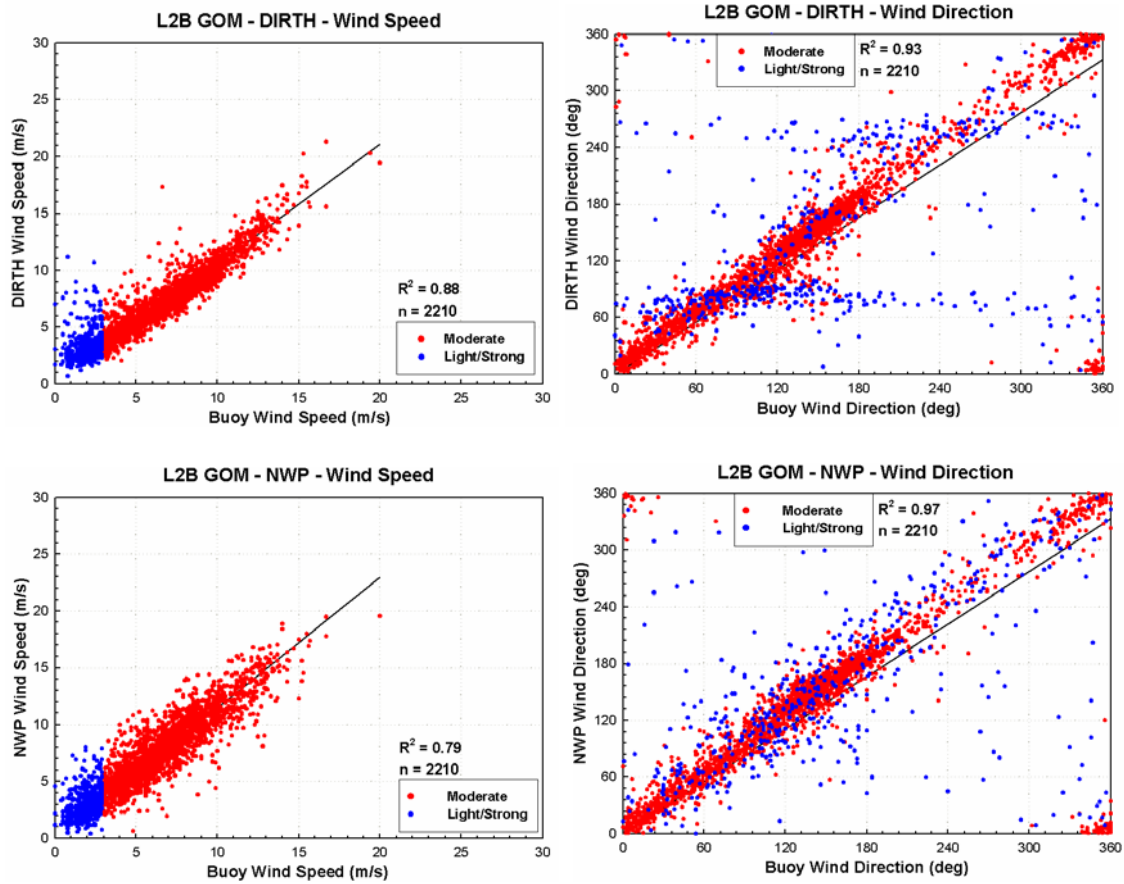 L2B GOM - DIRTH - Wind Speed
30
25
20
15
10
5
0
DIRTH Wind Speed (m/s)
R² = 0.88
n = 2210
Moderate
Light/Strong
0 5 10 15 20 25 30
Buoy Wind Speed (m/s)
L2B GOM - DIRTH - Wind Direction
360
300
240
180
120
60
0
DIRTH Wind Direction (deg)
Moderate
Light/Strong
R² = 0.93
n = 2210
0 60 120 180 240 300 360
Buoy Wind Direction (deg)
L2B GOM - NWP - Wind Speed
30
25
20
15
10
5
0
NWP Wind Speed (m/s)
R² = 0.79
n = 2210
Moderate
Light/Strong
0 5 10 15 20 25 30
Buoy Wind Speed (m/s)
L2B GOM - NWP - Wind Direction
360
300
240
180
120
60
0
NWP Wind Direction (deg)
Moderate
Light/Strong
R² = 0.97
n = 2210
0 60 120 180 240 300 360
Buoy Wind Direction (deg)